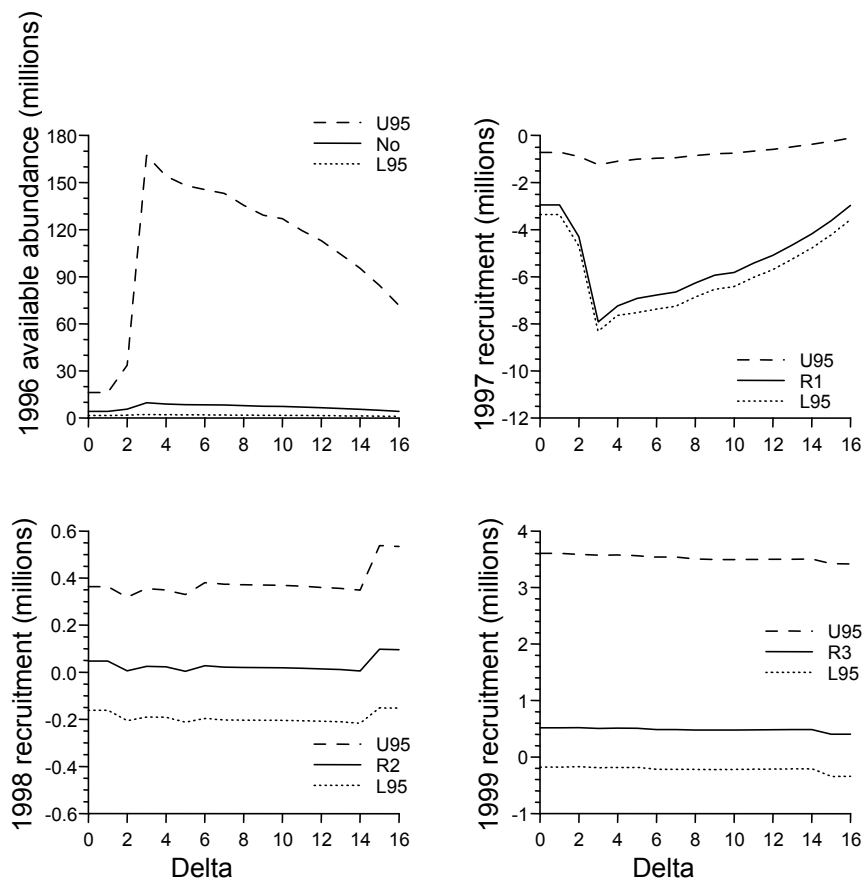 1996 available abundance (millions)
180
150
120
90
60
30
0
U95
No
L95
0 2 4 6 8 10 12 14 16
1997 recruitment (millions)
0
-2
-4
-6
-8
-10
-12
U95
R1
L95
0 2 4 6 8 10 12 14 16
1998 recruitment (millions)
0.6
0.4
0.2
0.0
-0.2
-0.4
-0.6
U95
R2
L95
0 2 4 6 8 10 12 14 16
Delta
1999 recruitment (millions)
4
3
2
1
0
-1
U95
R3
L95
0 2 4 6 8 10 12 14 16
Delta